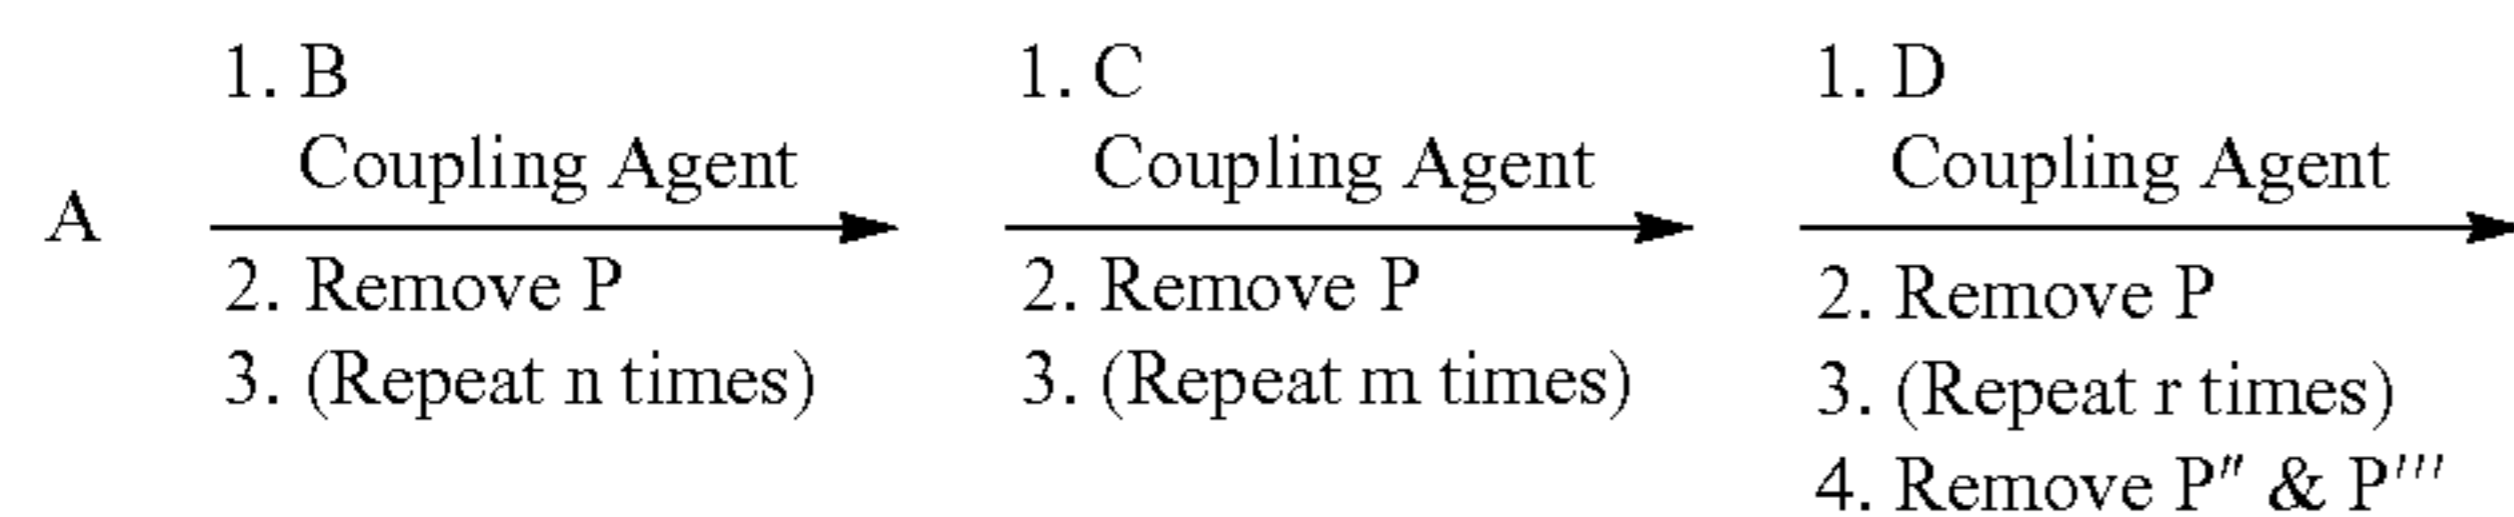 A
1. B
Coupling Agent
2. Remove P
3. (Repeat n times)
1. C
Coupling Agent
2. Remove P
3. (Repeat m times)
1. D
Coupling Agent
2. Remove P
3. (Repeat r times)
4. Remove P″ & P‴